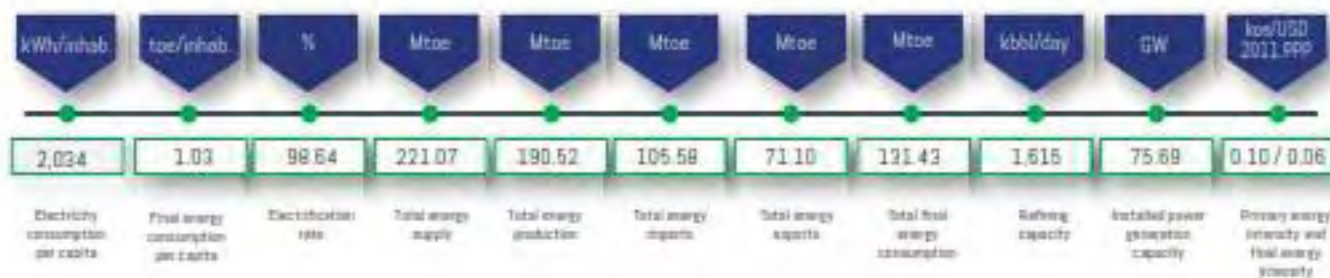 kWh/inhab. toe/inhab. % Mtoe Mtoe Mtoe Mtoe Mtoe kbbl/day GW koe/USD
2011 PPP
2,034 1.03 98.64 221.07 190.52 105.58 71.10 131.43 1,615 75.69 0.10 / 0.06
Electricity Final energy Electrification Total energy Total energy Total energy Total energy Total final Refining Installed power Primary energy
consumption consumption rate supply production imports exports energy capacity generation intensity and
per capita per capita consumption capacity final energy
intensity